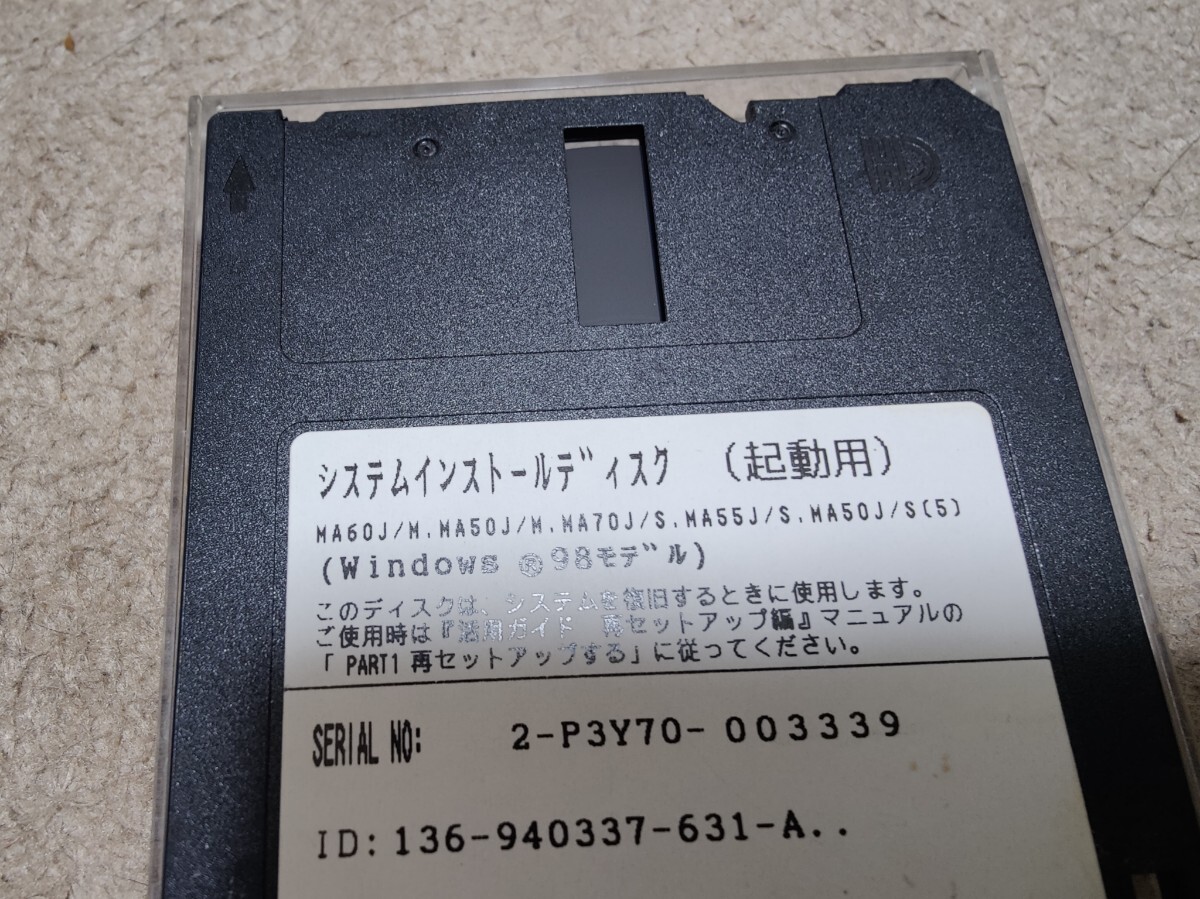 HD
システムインストールディスク (起動用)
MA60J/M,MA50J/M,MA70J/S,MA55J/S,MA50J/S(5)
(Windows ®98モデル)
このディスクは、システムを復旧するときに使用します。
ご使用時は『活用ガイド 再セットアップ編』マニュアルの
「PART1 再セットアップする」に従ってください。
SERIAL NO: 2-P3Y70-003339
ID:136-940337-631-A..